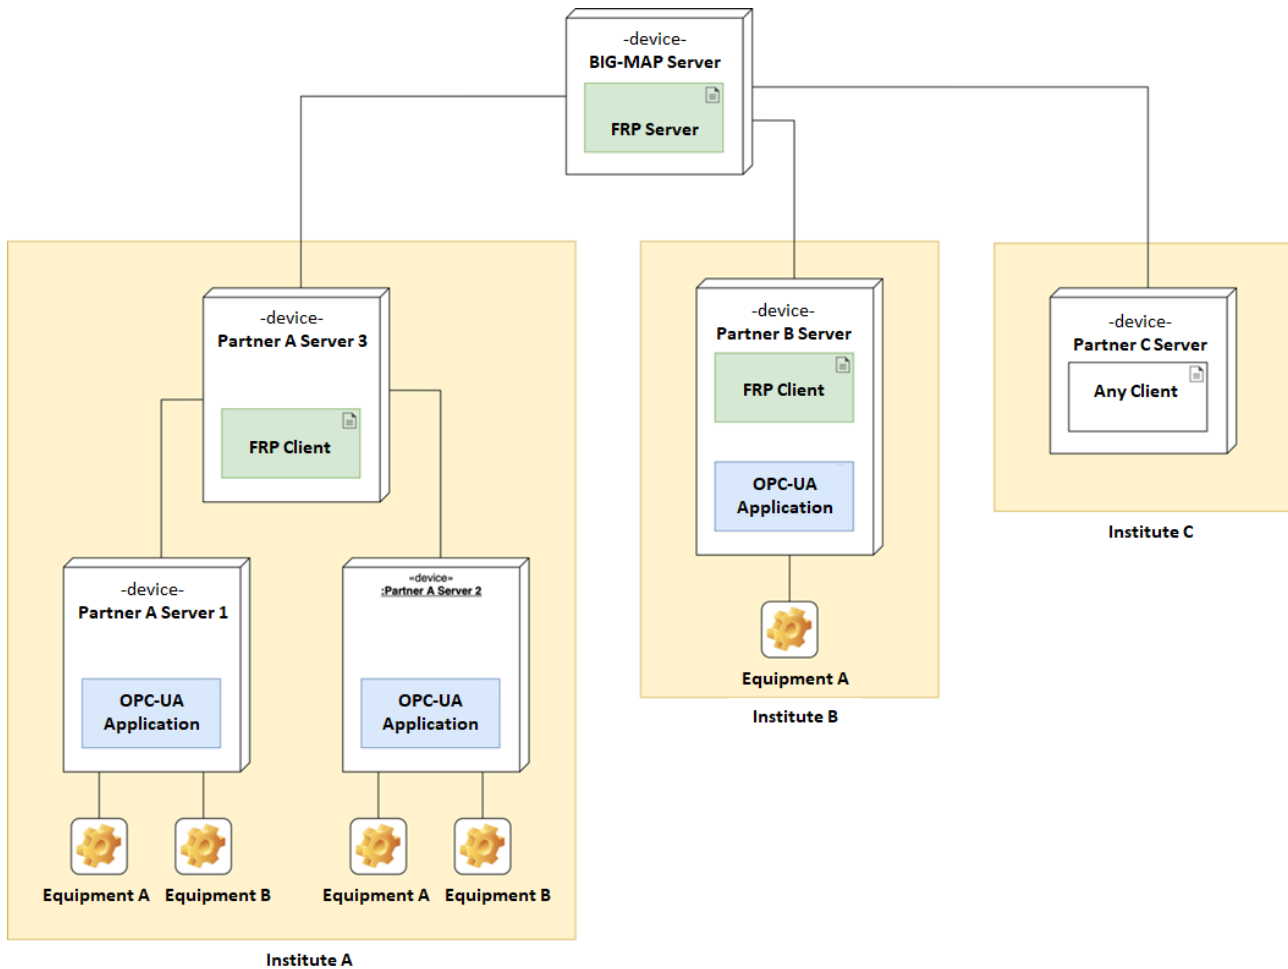 -device-
BIG-MAP Server
FRP Server
-device-
Partner A Server 3
FRP Client
-device-
Partner A Server 1
OPC-UA
Application
Equipment A
Equipment B
«device»
:Partner A Server 2
OPC-UA
Application
Equipment A
Equipment B
Institute A
-device-
Partner B Server
FRP Client
OPC-UA
Application
Equipment A
Institute B
-device-
Partner C Server
Any Client
Institute C